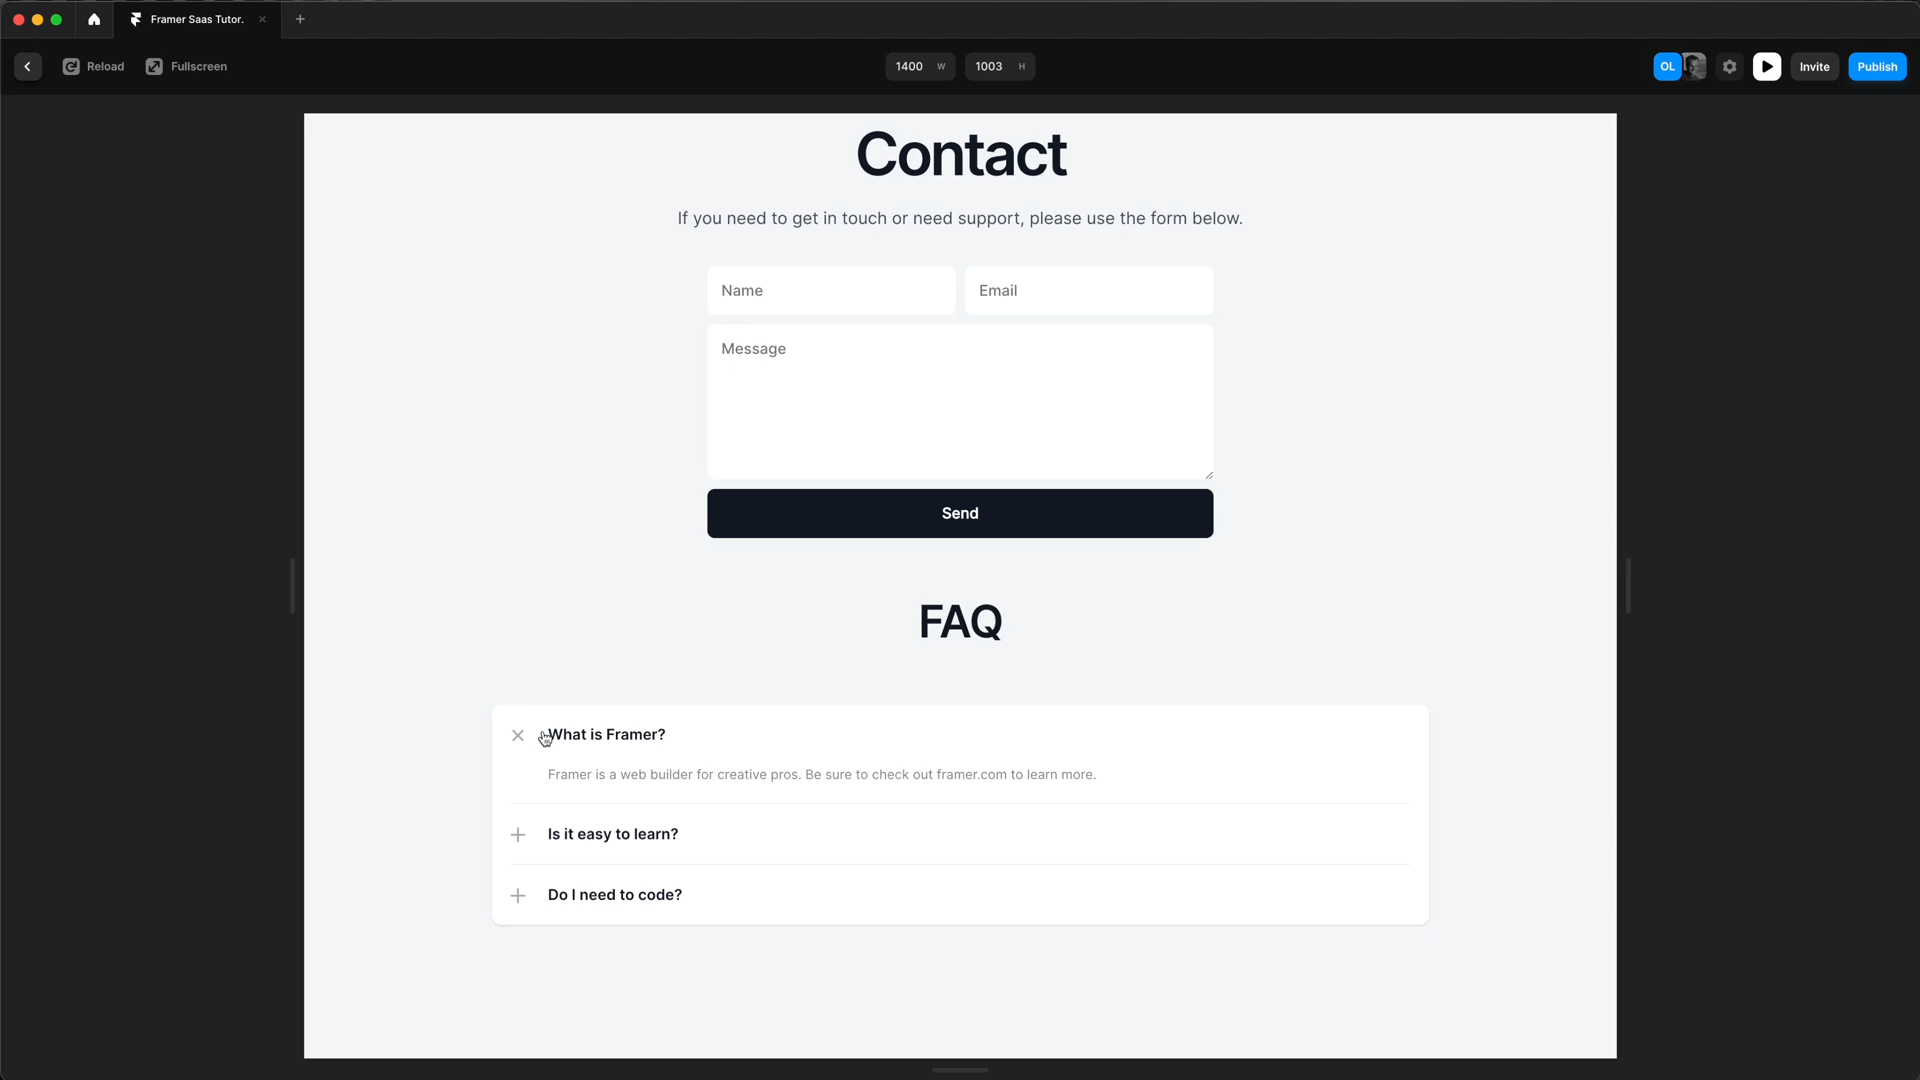 Framer Saas Tutor.
Reload
Fullscreen
1400 W
1003 H
OL
Invite
Publish
Contact
If you need to get in touch or need support, please use the form below.
Name
Email
Message
Send
FAQ
What is Framer?
Framer is a web builder for creative pros. Be sure to check out framer.com to learn more.
Is it easy to learn?
Do I need to code?